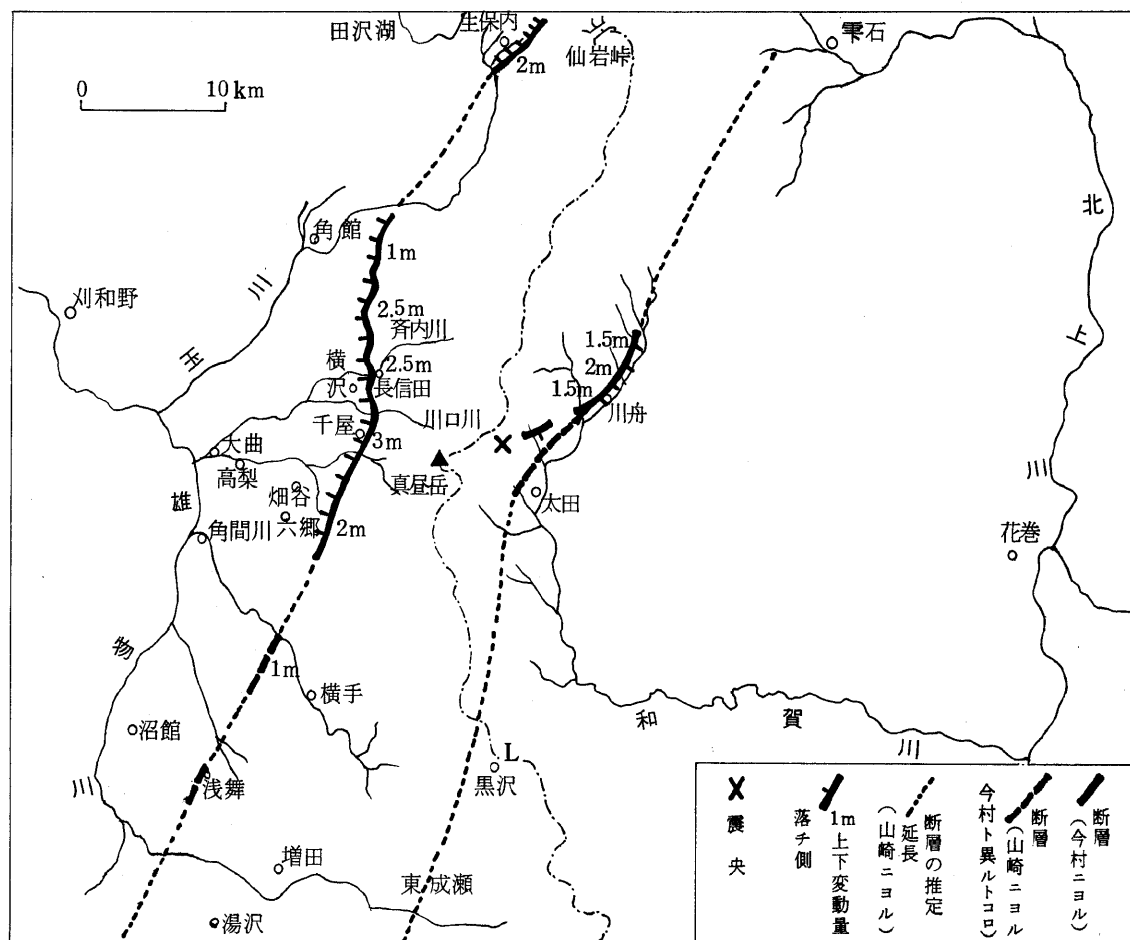 田沢湖
生保内
2m
仙岩峠
雫石
0 10 km
角館
1m
北
上
川
刈和野
玉
川
2.5m
斉内川
横
沢
2.5m
長信田
1.5m
2m
1.5m
川舟
川口川
千屋
3m
大曲
高梨
真昼岳
畑谷
六郷
2m
太田
雄
物
川
角間川
花巻
1m
横手
沼館
浅舞
L
黒沢
和
賀
川
増田
東成瀬
湯沢
断層
(今村ニヨル)
断層
(山崎ニヨル
今村ト異ルトコロ)
断層の推定
延長
(山崎ニヨル)
1m上下変動量
落チ側
震央